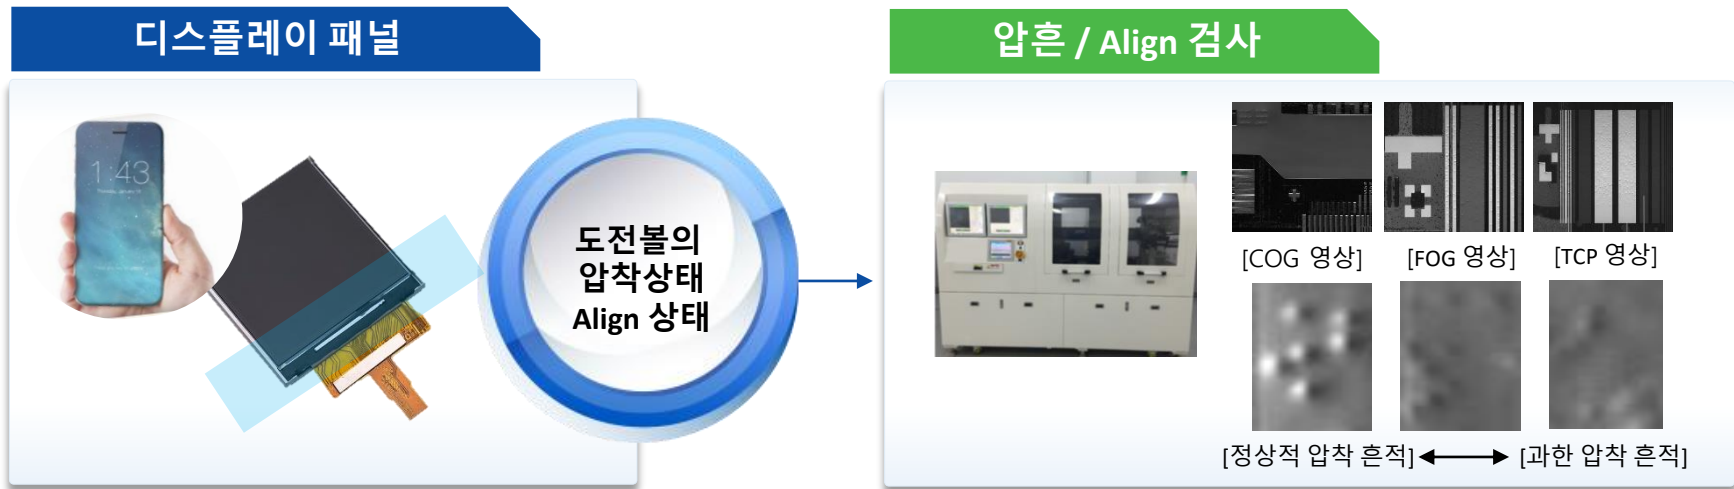 디스플레이 패널
압흔 / Align 검사
1:43
도전볼의
압착상태
Align 상태
[COG 영상]
[FOG 영상]
[TCP 영상]
[정상적 압착 흔적]
[과한 압착 흔적]